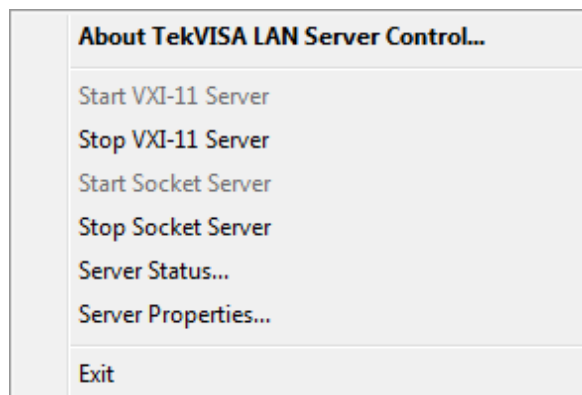 About TekVISA LAN Server Control...
Start VXI-11 Server
Stop VXI-11 Server
Start Socket Server
Stop Socket Server
Server Status...
Server Properties...
Exit